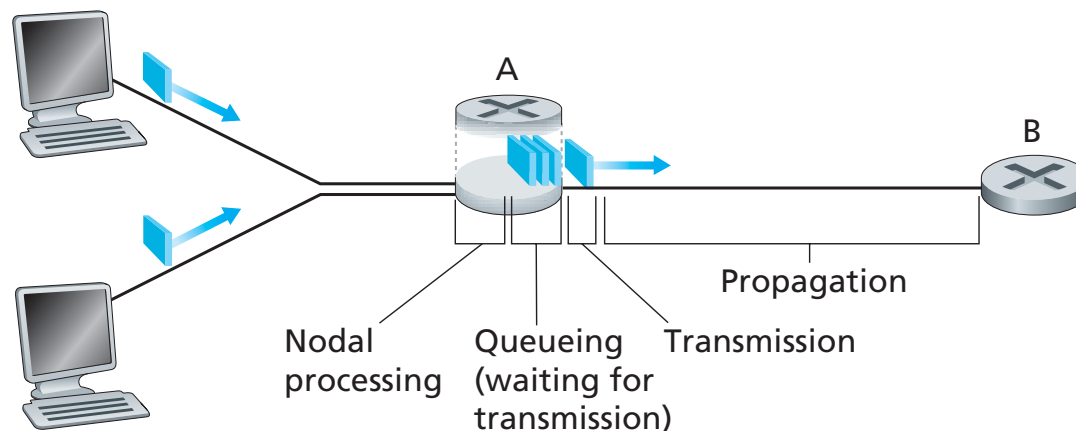 A
B
Propagation
Nodal
processing
Queueing
(waiting for
transmission)
Transmission